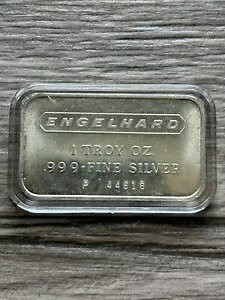 ENGELHARD
1 TROY OZ.
.999+FINE SILVER
P 44616